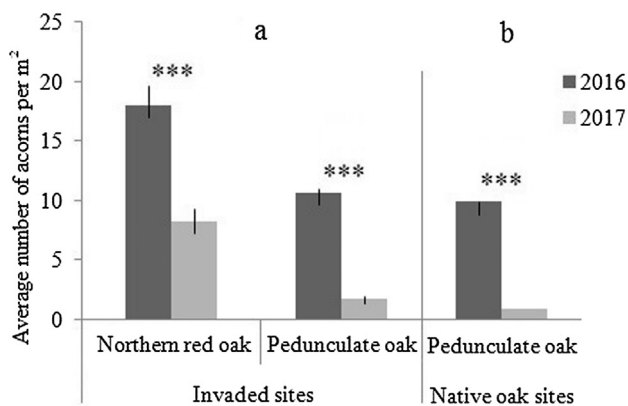 a
b
25
20
15
10
5
0
Average number of acorns per m²
***
***
***
2016
2017
Northern red oak
Pedunculate oak
Pedunculate oak
Invaded sites
Native oak sites